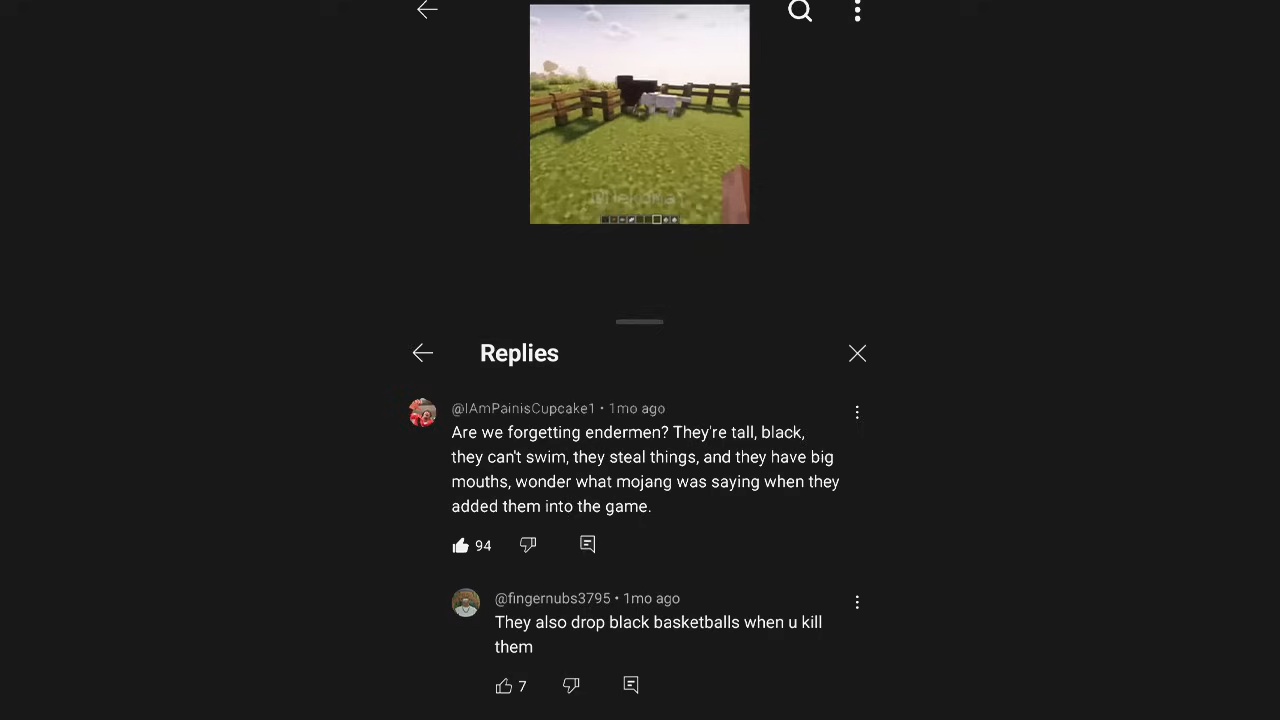 Replies
@IAmPainisCupcake1 • 1mo ago
Are we forgetting endermen? They're tall, black,
they can't swim, they steal things, and they have big
mouths, wonder what mojang was saying when they
added them into the game.
94
@fingernubs3795 • 1mo ago
They also drop black basketballs when u kill
them
7